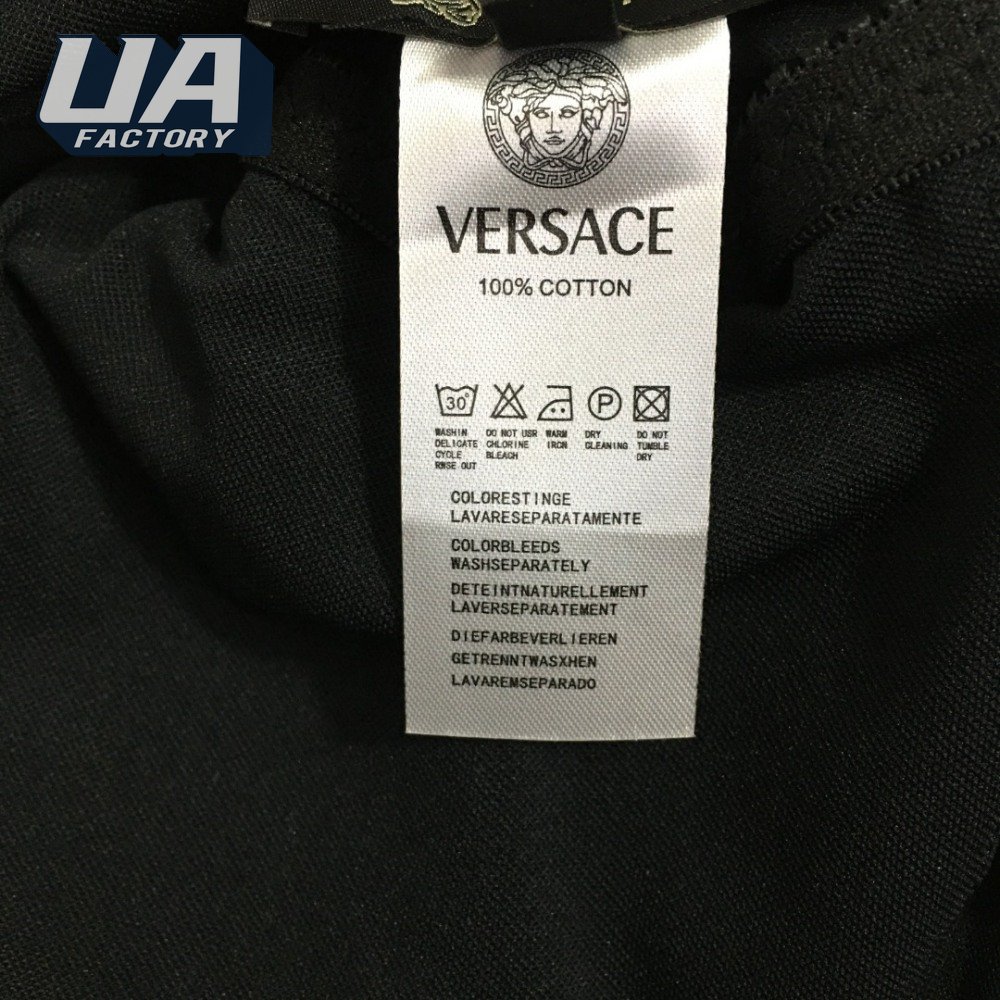 UA
FACTORY
VERSACE
100% COTTON
30°
P
WASHIN
DELICATE
CYCLE
RINSE OUT
DO NOT USR
CHLORINE
BLEACH
WARM
IRON
DRY
CLEANING
DO NOT
TUMBLE
DRY
COLORESTINGE
LAVARESEPARATAMENTE
COLORBLEEDS
WASHSEPARATELY
DETEINTNATURELLEMENT
LAVERSEPARATEMENT
DIEFARBEVERLIEREN
GETRENNTWASXHEN
LAVAREMSEPARADO